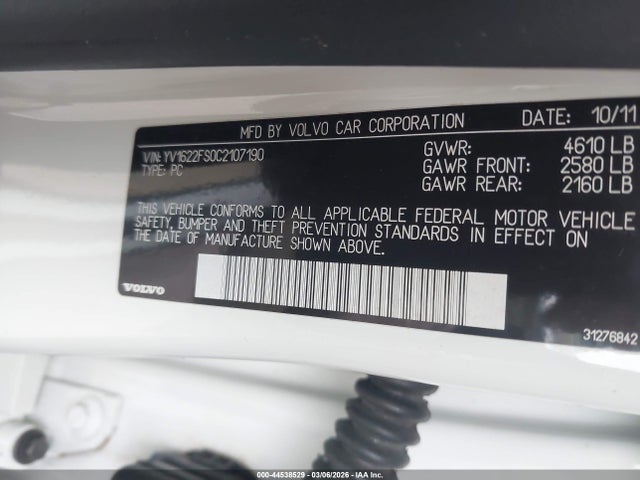 MFD BY VOLVO CAR CORPORATION DATE: 10/11
VIN: YV1622FS0C2107190 GVWR: 4610 LB
TYPE: PC GAWR FRONT: 2580 LB
GAWR REAR: 2160 LB
THIS VEHICLE CONFORMS TO ALL APPLICABLE FEDERAL MOTOR VEHICLE
SAFETY, BUMPER AND THEFT PREVENTION STANDARDS IN EFFECT ON
THE DATE OF MANUFACTURE SHOWN ABOVE.
VOLVO
31276842
000-44538529 - 03/06/2026 - IAA Inc.